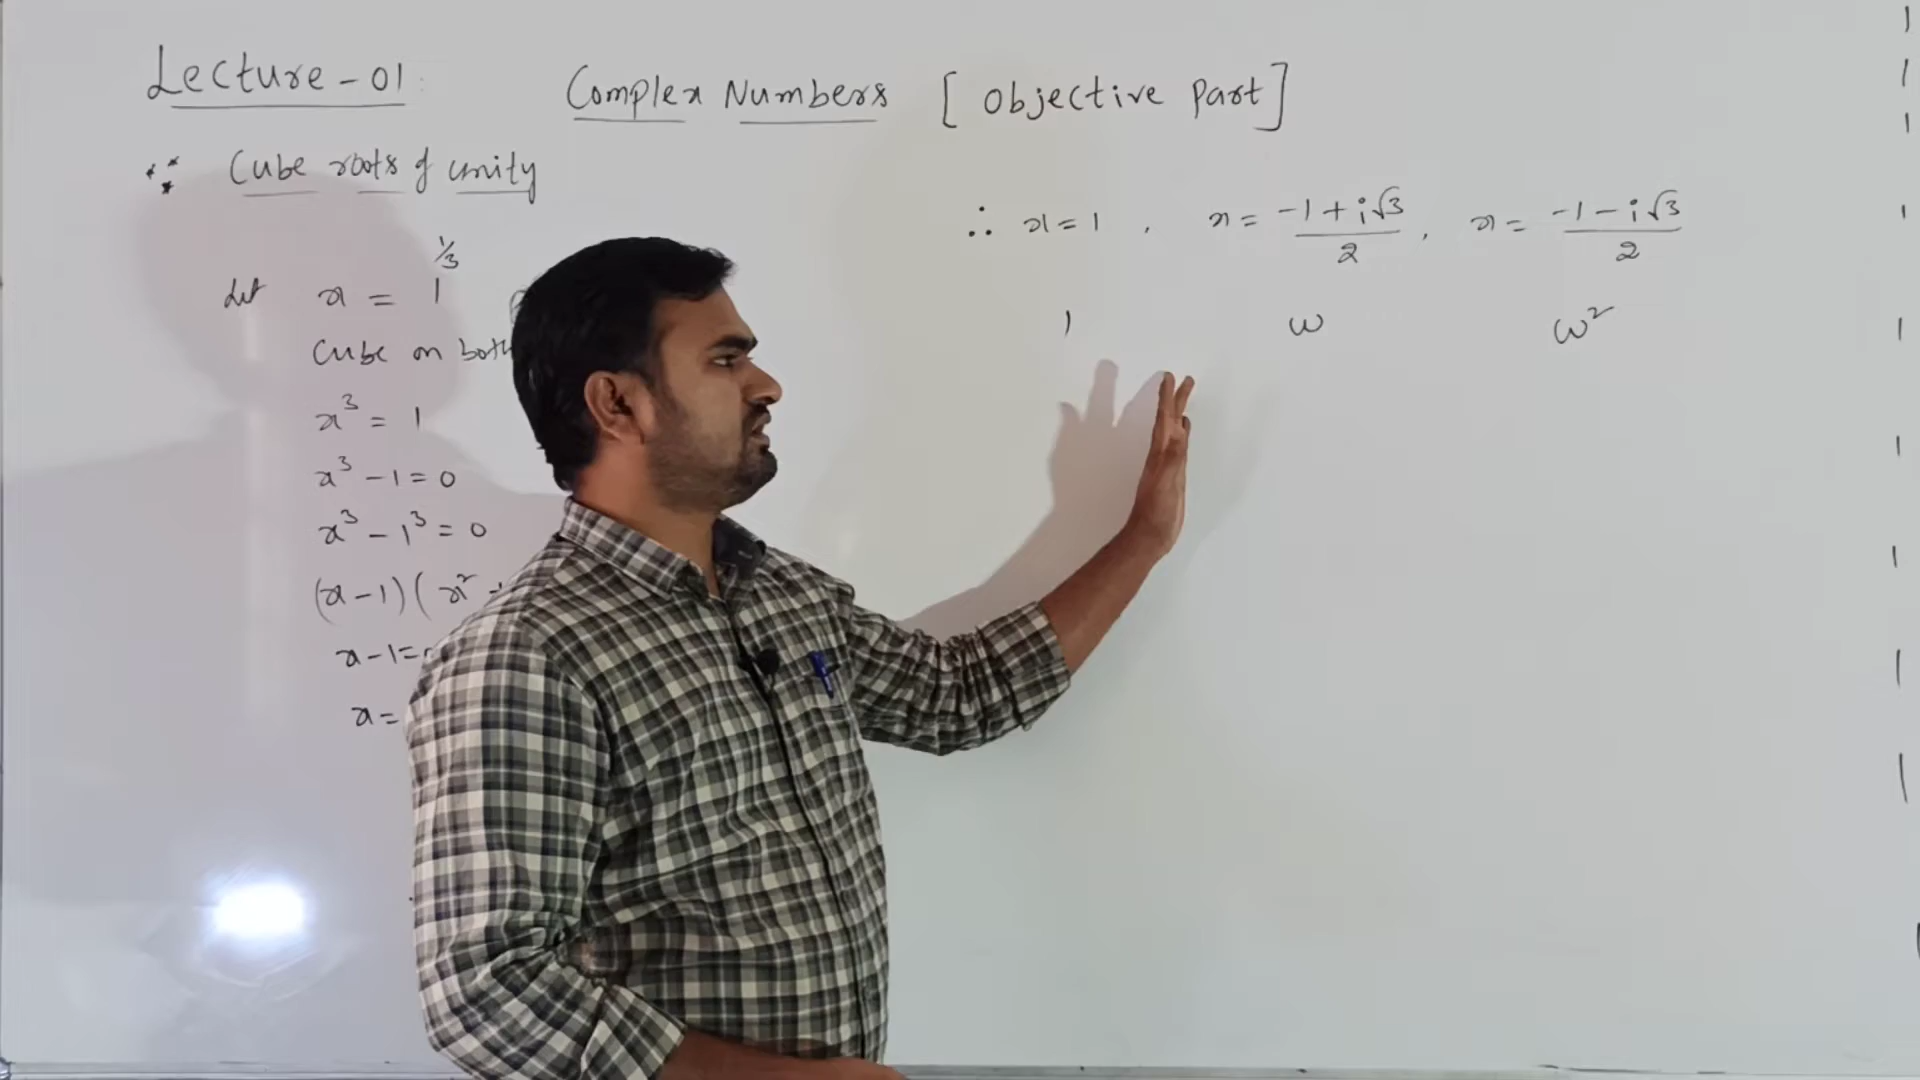 Lecture-01
Complex Numbers [Objective Part]
Cube roots of unity
Let x = 1^1/3
Cube on both
x³ = 1
x³ - 1 = 0
x³ - 1³ = 0
(x-1)(x²
x-1=
x=
∴ x=1, x = (-1+i√3)/2, x = (-1-i√3)/2
1 ω ω²